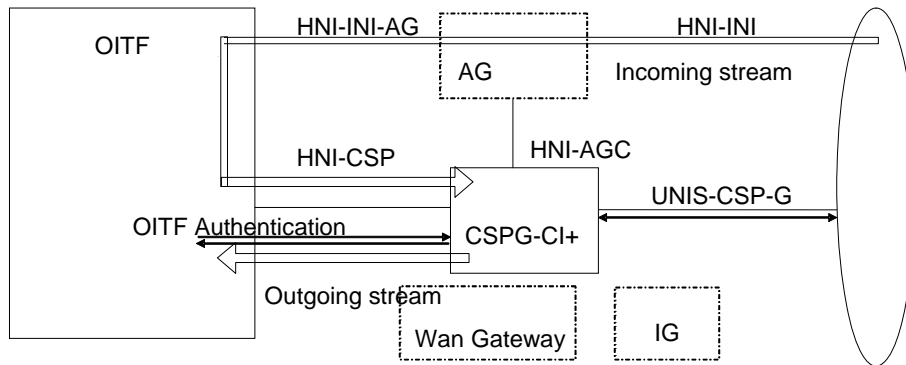 HNI-INI-AG
HNI-INI
OITF
AG
Incoming stream
HNI-CSP
HNI-AGC
UNIS-CSP-G
OITF Authentication
CSPG-CI+
Outgoing stream
Wan Gateway
IG